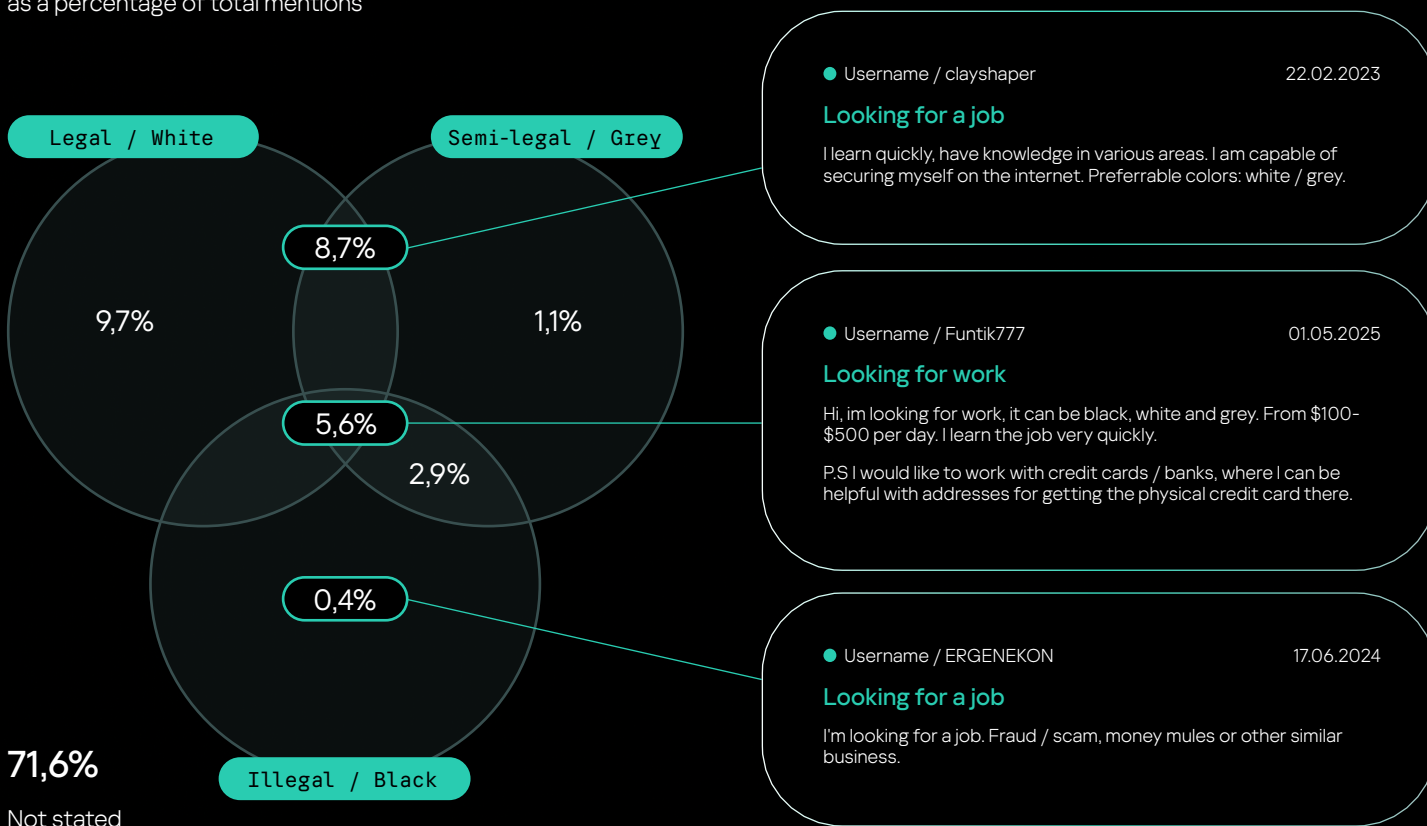 as a percentage of total mentions
Legal / White
Semi-legal / Grey
8,7%
9,7%
1,1%
5,6%
2,9%
0,4%
Illegal / Black
71,6%
Not stated
Username / clayshaper
22.02.2023
Looking for a job
I learn quickly, have knowledge in various areas. I am capable of
securing myself on the internet. Preferrable colors: white / grey.
Username / Funtik777
01.05.2025
Looking for work
Hi, im looking for work, it can be black, white and grey. From $100-
$500 per day. I learn the job very quickly.
P.S I would like to work with credit cards / banks, where I can be
helpful with addresses for getting the physical credit card there.
Username / ERGENEKON
17.06.2024
Looking for a job
I'm looking for a job. Fraud / scam, money mules or other similar
business.